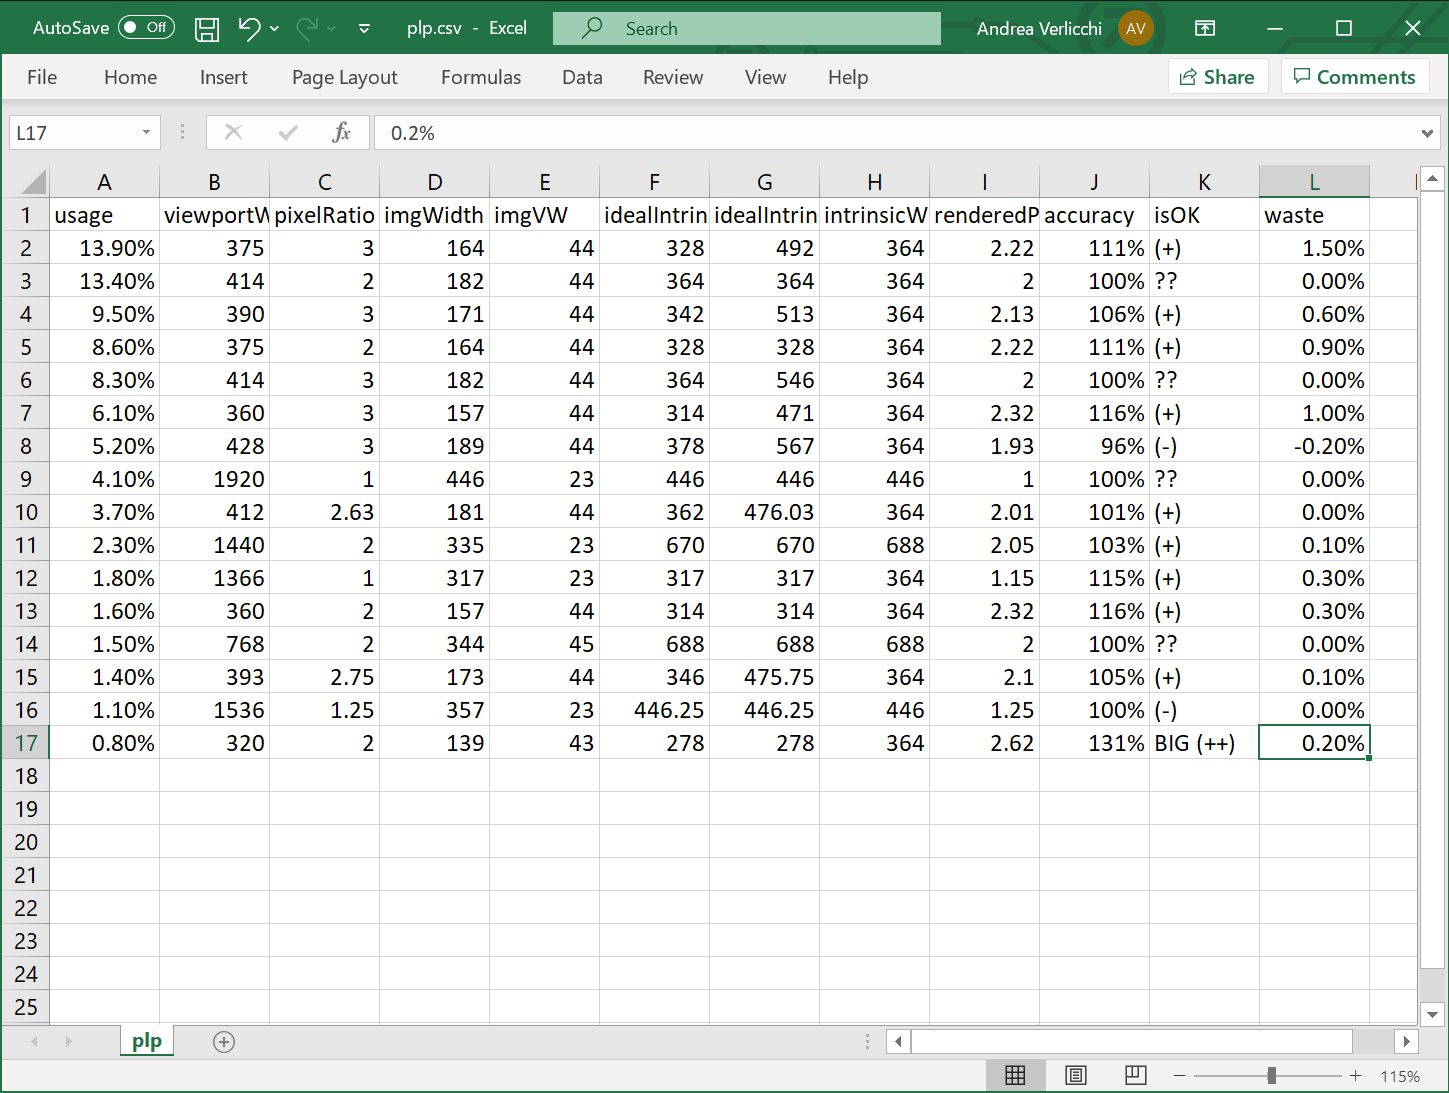 AutoSave Off plp.csv - Excel Search Andrea Verlicchi AV
File Home Insert Page Layout Formulas Data Review View Help Share Comments
L17 fx 0.2%
A B C D E F G H I J K L
1 usage viewportW pixelRatio imgWidth imgVW idealIntrin idealIntrin intrinsicW renderedP accuracy isOK waste
2 13.90% 375 3 164 44 328 492 364 2.22 111% (+) 1.50%
3 13.40% 414 2 182 44 364 364 364 2 100% ?? 0.00%
4 9.50% 390 3 171 44 342 513 364 2.13 106% (+) 0.60%
5 8.60% 375 2 164 44 328 328 364 2.22 111% (+) 0.90%
6 8.30% 414 3 182 44 364 546 364 2 100% ?? 0.00%
7 6.10% 360 3 157 44 314 471 364 2.32 116% (+) 1.00%
8 5.20% 428 3 189 44 378 567 364 1.93 96% (-) -0.20%
9 4.10% 1920 1 446 23 446 446 446 1 100% ?? 0.00%
10 3.70% 412 2.63 181 44 362 476.03 364 2.01 101% (+) 0.00%
11 2.30% 1440 2 335 23 670 670 688 2.05 103% (+) 0.10%
12 1.80% 1366 1 317 23 317 317 364 1.15 115% (+) 0.30%
13 1.60% 360 2 157 44 314 314 364 2.32 116% (+) 0.30%
14 1.50% 768 2 344 45 688 688 688 2 100% ?? 0.00%
15 1.40% 393 2.75 173 44 346 475.75 364 2.1 105% (+) 0.10%
16 1.10% 1536 1.25 357 23 446.25 446.25 446 1.25 100% (-) 0.00%
17 0.80% 320 2 139 43 278 278 364 2.62 131% BIG (++) 0.20%
18
19
20
21
22
23
24
25
plp
115%